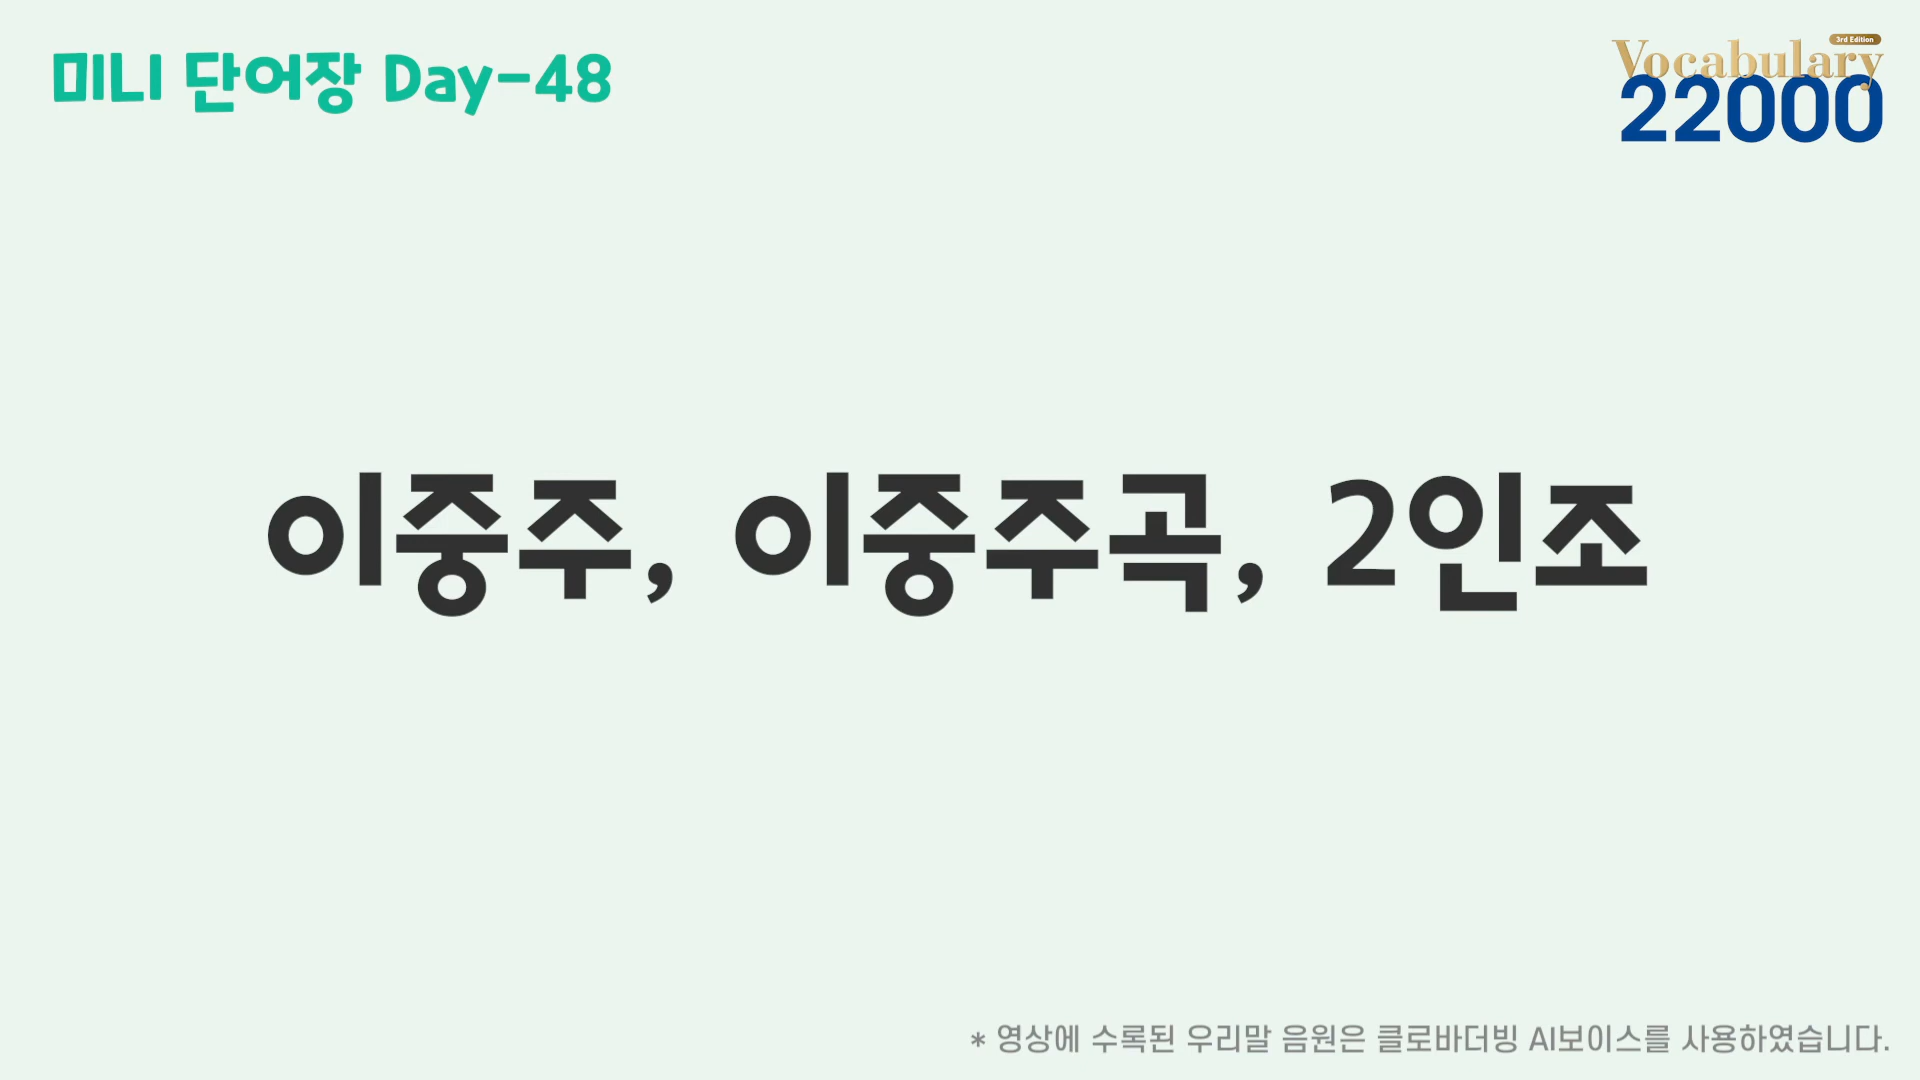 미니 단어장 Day-48
3rd Edition
Vocabulary
22000
이중주, 이중주곡, 2인조
* 영상에 수록된 우리말 음원은 클로바더빙 AI보이스를 사용하였습니다.